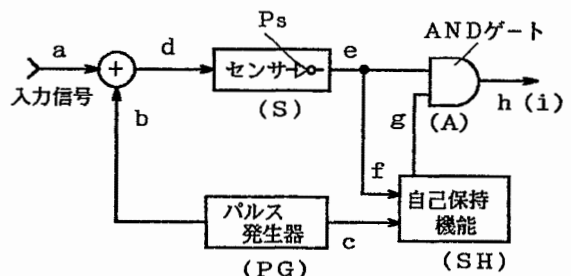 Ps
ANDゲート
a
d
センサ
e
+
入力信号
b
(S)
g
(A)
h (i)
f
パルス
発生器
c
自己保持
機能
(PG)
(SH)